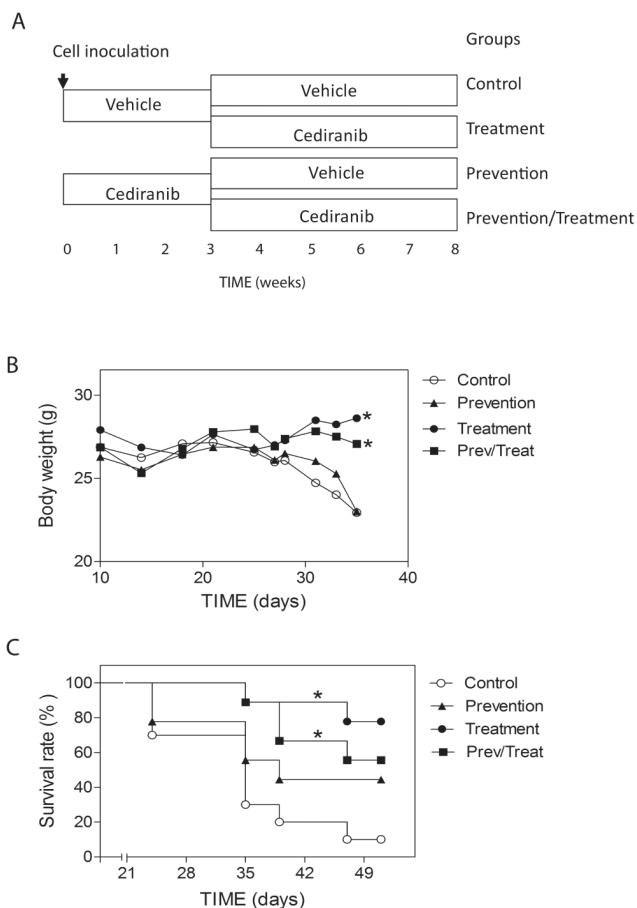 A
Groups
Cell inoculation
Vehicle
Vehicle
Control
Cediranib
Treatment
Cediranib
Vehicle
Prevention
Cediranib
Prevention/Treatment
0 1 2 3 4 5 6 7 8
TIME (weeks)
B
Body weight (g)
30
25
20
10 20 30 40
TIME (days)
Control
Prevention
Treatment
Prev/Treat
*
*
C
Survival rate (%)
100
80
60
40
20
0
21 28 35 42 49
TIME (days)
Control
Prevention
Treatment
Prev/Treat
*
*